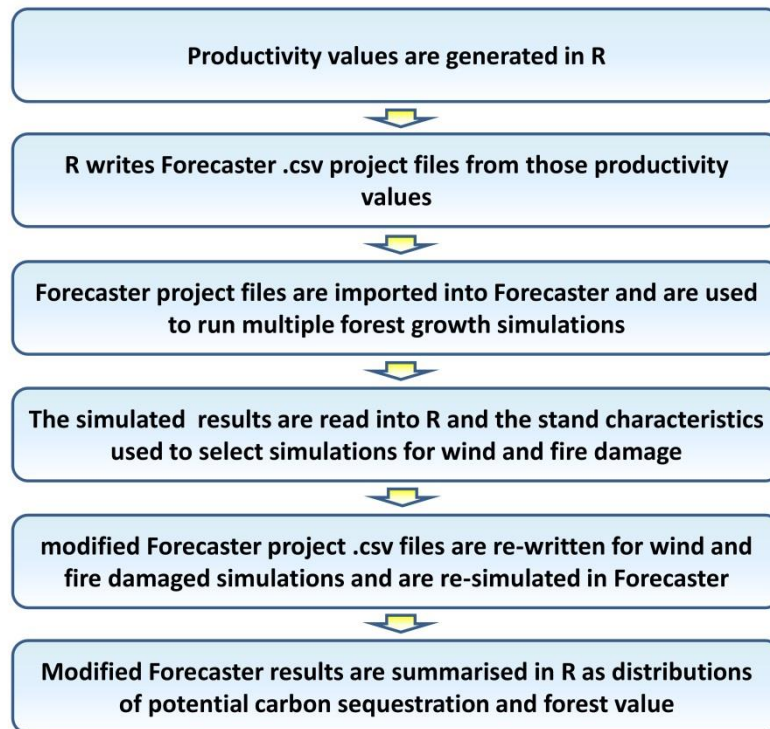 Productivity values are generated in R
R writes Forecaster .csv project files from those productivity
values
Forecaster project files are imported into Forecaster and are used
to run multiple forest growth simulations
The simulated  results are read into R and the stand characteristics
used to select simulations for wind and fire damage
modified Forecaster project .csv files are re-written for wind and
fire damaged simulations and are re-simulated in Forecaster
Modified Forecaster results are summarised in R as distributions
of potential carbon sequestration and forest value